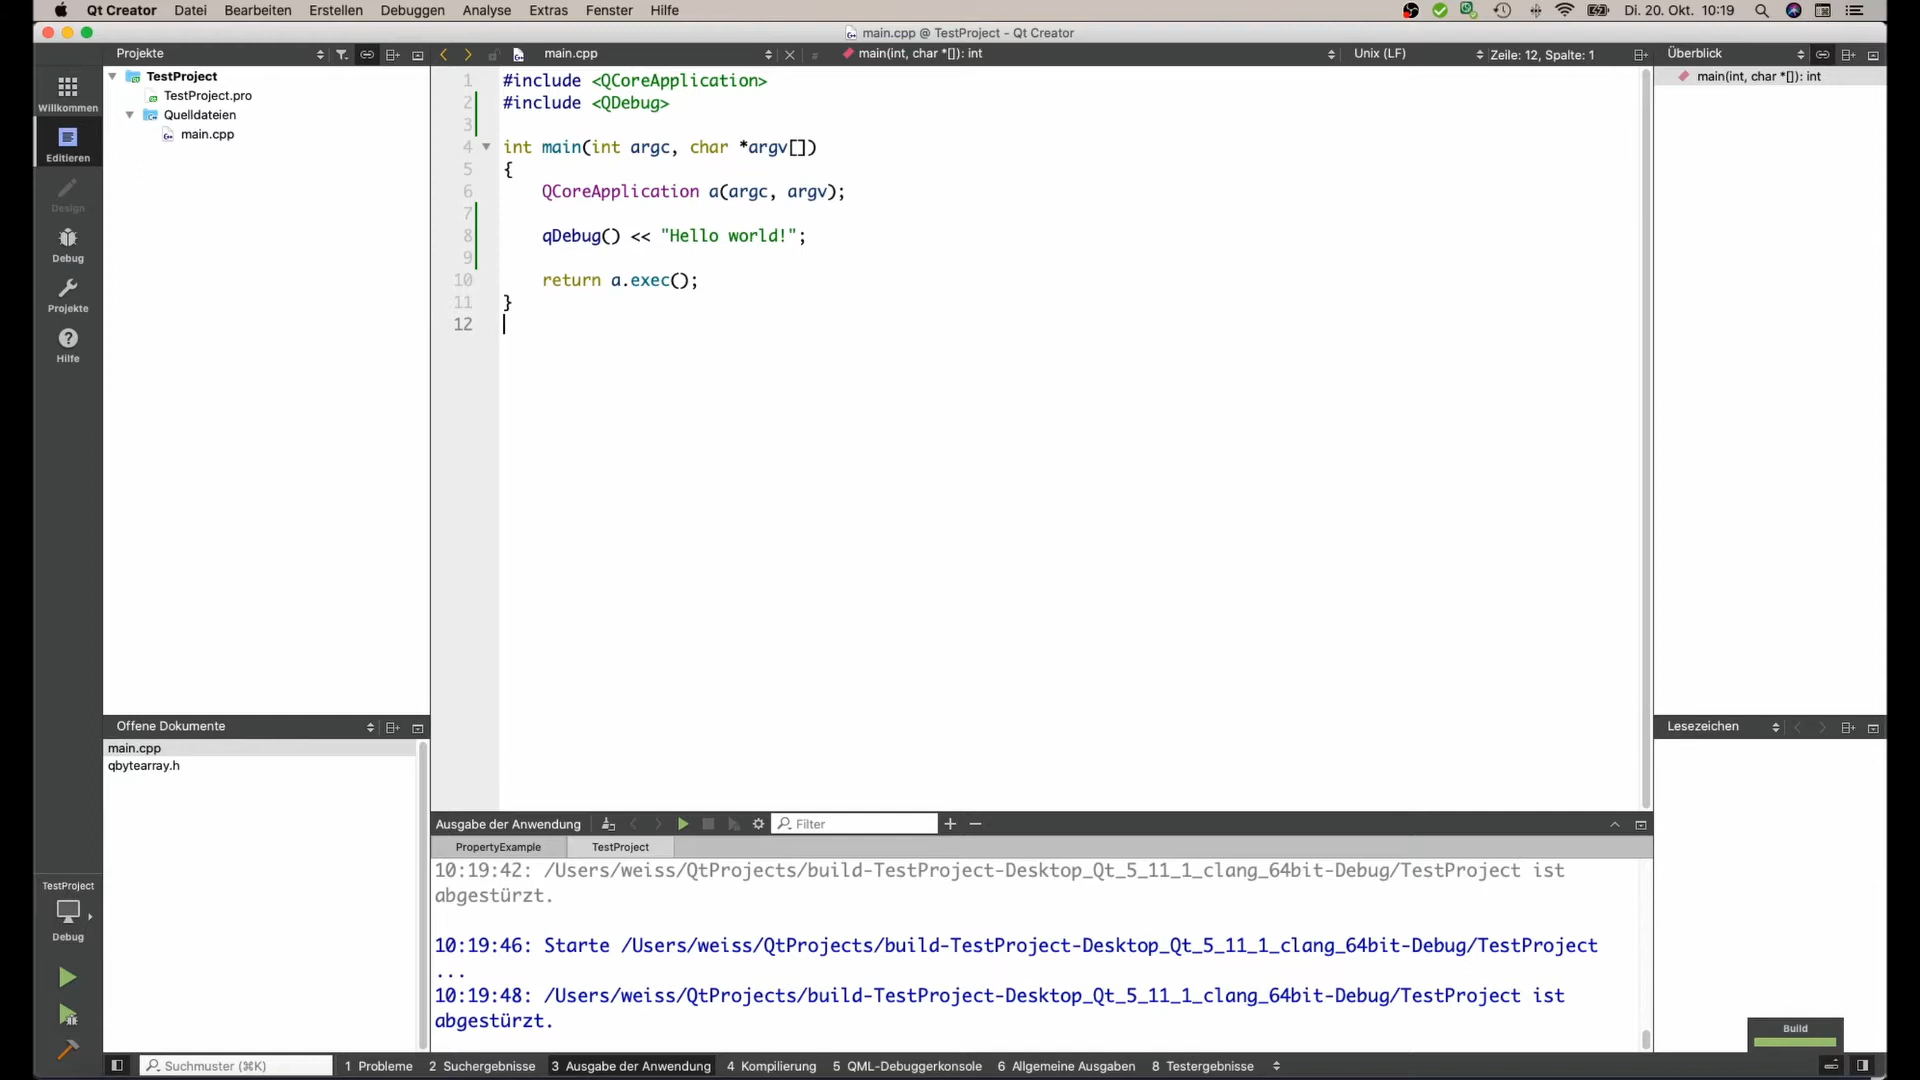 Qt Creator Datei Bearbeiten Erstellen Debuggen Analyse Extras Fenster Hilfe Di. 20. Okt. 10:19
main.cpp @ TestProject - Qt Creator
Projekte
main.cpp
main(int, char *[]): int
Unix (LF)
Zeile: 12, Spalte: 1
Überblick
Willkommen
Editieren
Design
Debug
Projekte
Hilfe
TestProject
TestProject.pro
Quelldateien
main.cpp
1 #include <QCoreApplication>
2 #include <QDebug>
3
4 int main(int argc, char *argv[])
5 {
6 QCoreApplication a(argc, argv);
7
8 qDebug() << "Hello world!";
9
10 return a.exec();
11 }
12
main(int, char *[]): int
Offene Dokumente
main.cpp
qbytearray.h
Lesezeichen
Ausgabe der Anwendung
Filter
PropertyExample TestProject
10:19:42: /Users/weiss/QtProjects/build-TestProject-Desktop_Qt_5_11_1_clang_64bit-Debug/TestProject ist
abgestürzt.
10:19:46: Starte /Users/weiss/QtProjects/build-TestProject-Desktop_Qt_5_11_1_clang_64bit-Debug/TestProject
...
10:19:48: /Users/weiss/QtProjects/build-TestProject-Desktop_Qt_5_11_1_clang_64bit-Debug/TestProject ist
abgestürzt.
TestProject
Debug
Build
Suchmuster (⌘K)
1 Probleme 2 Suchergebnisse 3 Ausgabe der Anwendung 4 Kompilierung 5 QML-Debuggerkonsole 6 Allgemeine Ausgaben 8 Testergebnisse